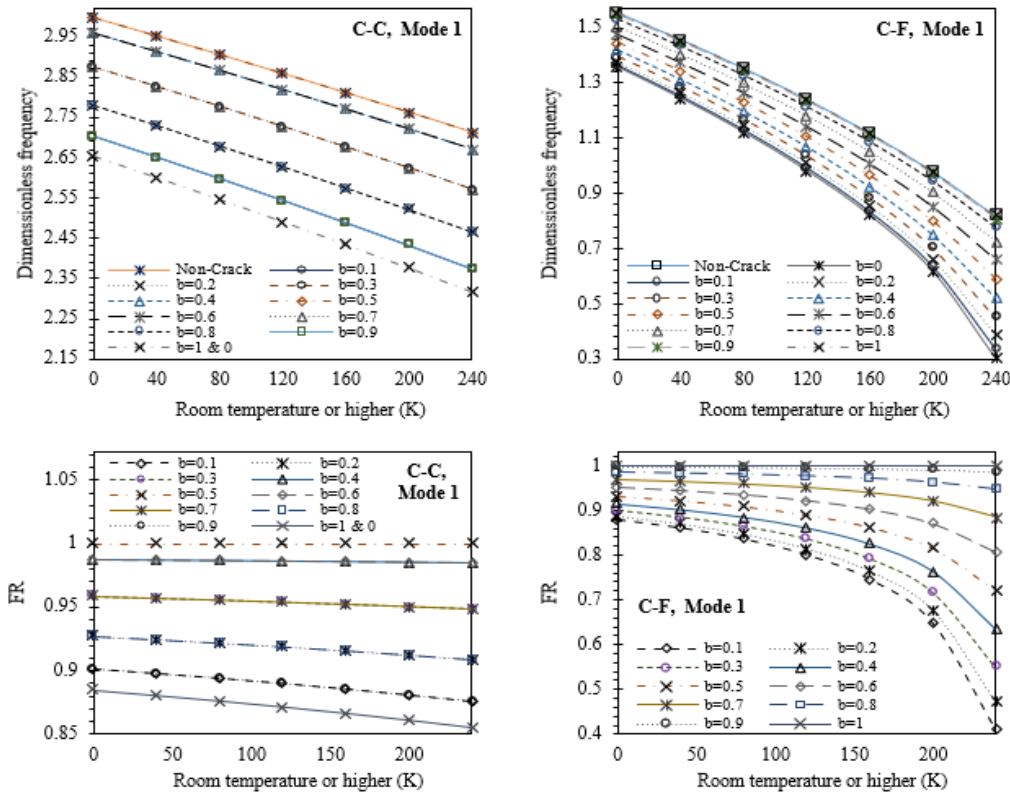 C-C, Mode 1
Dimenssionless frequency
2.95
2.85
2.75
2.65
2.55
2.45
2.35
2.25
2.15
Non-Crack b=0.1
b=0.2 b=0.3
b=0.4 b=0.5
b=0.6 b=0.7
b=0.8 b=0.9
b=1 & 0
0 40 80 120 160 200 240
Room temperature or higher (K)
C-F, Mode 1
Dimenssionless frequency
1.5
1.3
1.1
0.9
0.7
0.5
0.3
Non-Crack b=0
b=0.1 b=0.2
b=0.3 b=0.4
b=0.5 b=0.6
b=0.7 b=0.8
b=0.9 b=1
0 40 80 120 160 200 240
Room temperature or higher (K)
C-C,
Mode 1
FR
1.05
1
0.95
0.9
0.85
b=0.1 b=0.2
b=0.3 b=0.4
b=0.5 b=0.6
b=0.7 b=0.8
b=0.9 b=1 & 0
0 50 100 150 200
Room temperature or higher (K)
FR
1
0.9
0.8
0.7
0.6
0.5
0.4
C-F, Mode 1
b=0.1 b=0.2
b=0.3 b=0.4
b=0.5 b=0.6
b=0.7 b=0.8
b=0.9 b=1
0 50 100 150 200
Room temperature or higher (K)